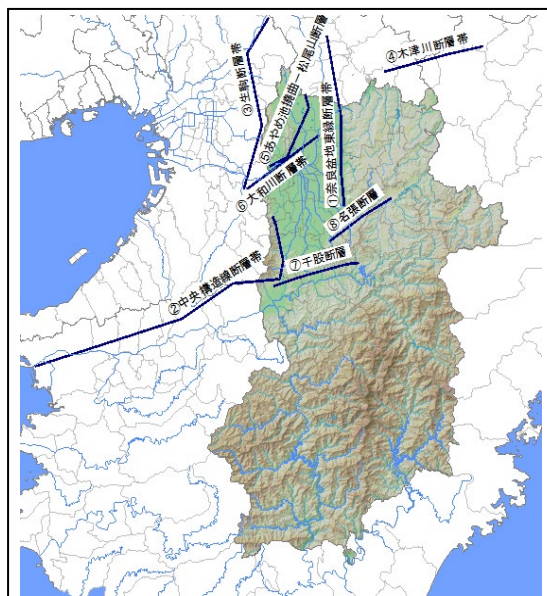 ④木津川断層帯
③生駒断層帯
⑤あやめ池撓曲ー松尾山断層
①奈良盆地東縁断層帯
⑥大和川断層帯
⑧名張断層
⑦千股断層
②中央構造線断層帯